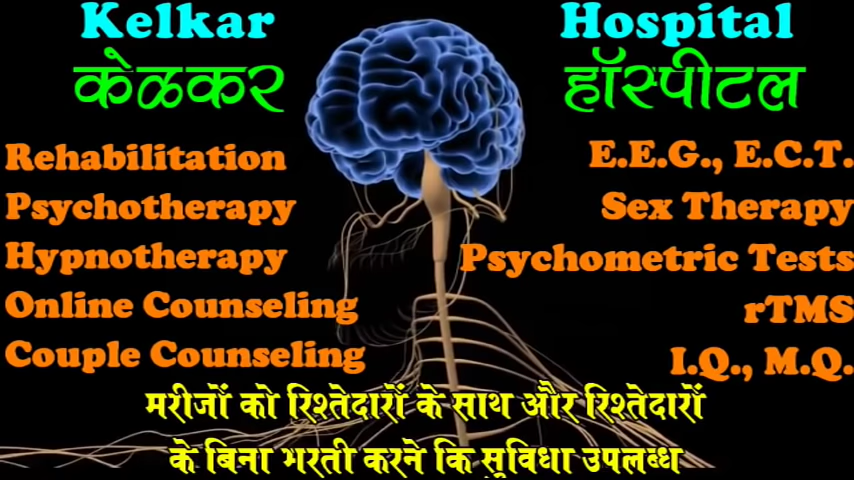 Kelkar Hospital
केळकर हॉस्पीटल
Rehabilitation
Psychotherapy
Hypnotherapy
Online Counseling
Couple Counseling
E.E.G., E.C.T.
Sex Therapy
Psychometric Tests
rTMS
I.Q., M.Q.
मरीजों को रिश्तेदारों के साथ और रिश्तेदारों
के बिना भरती करने कि सुविधा उपलब्ध